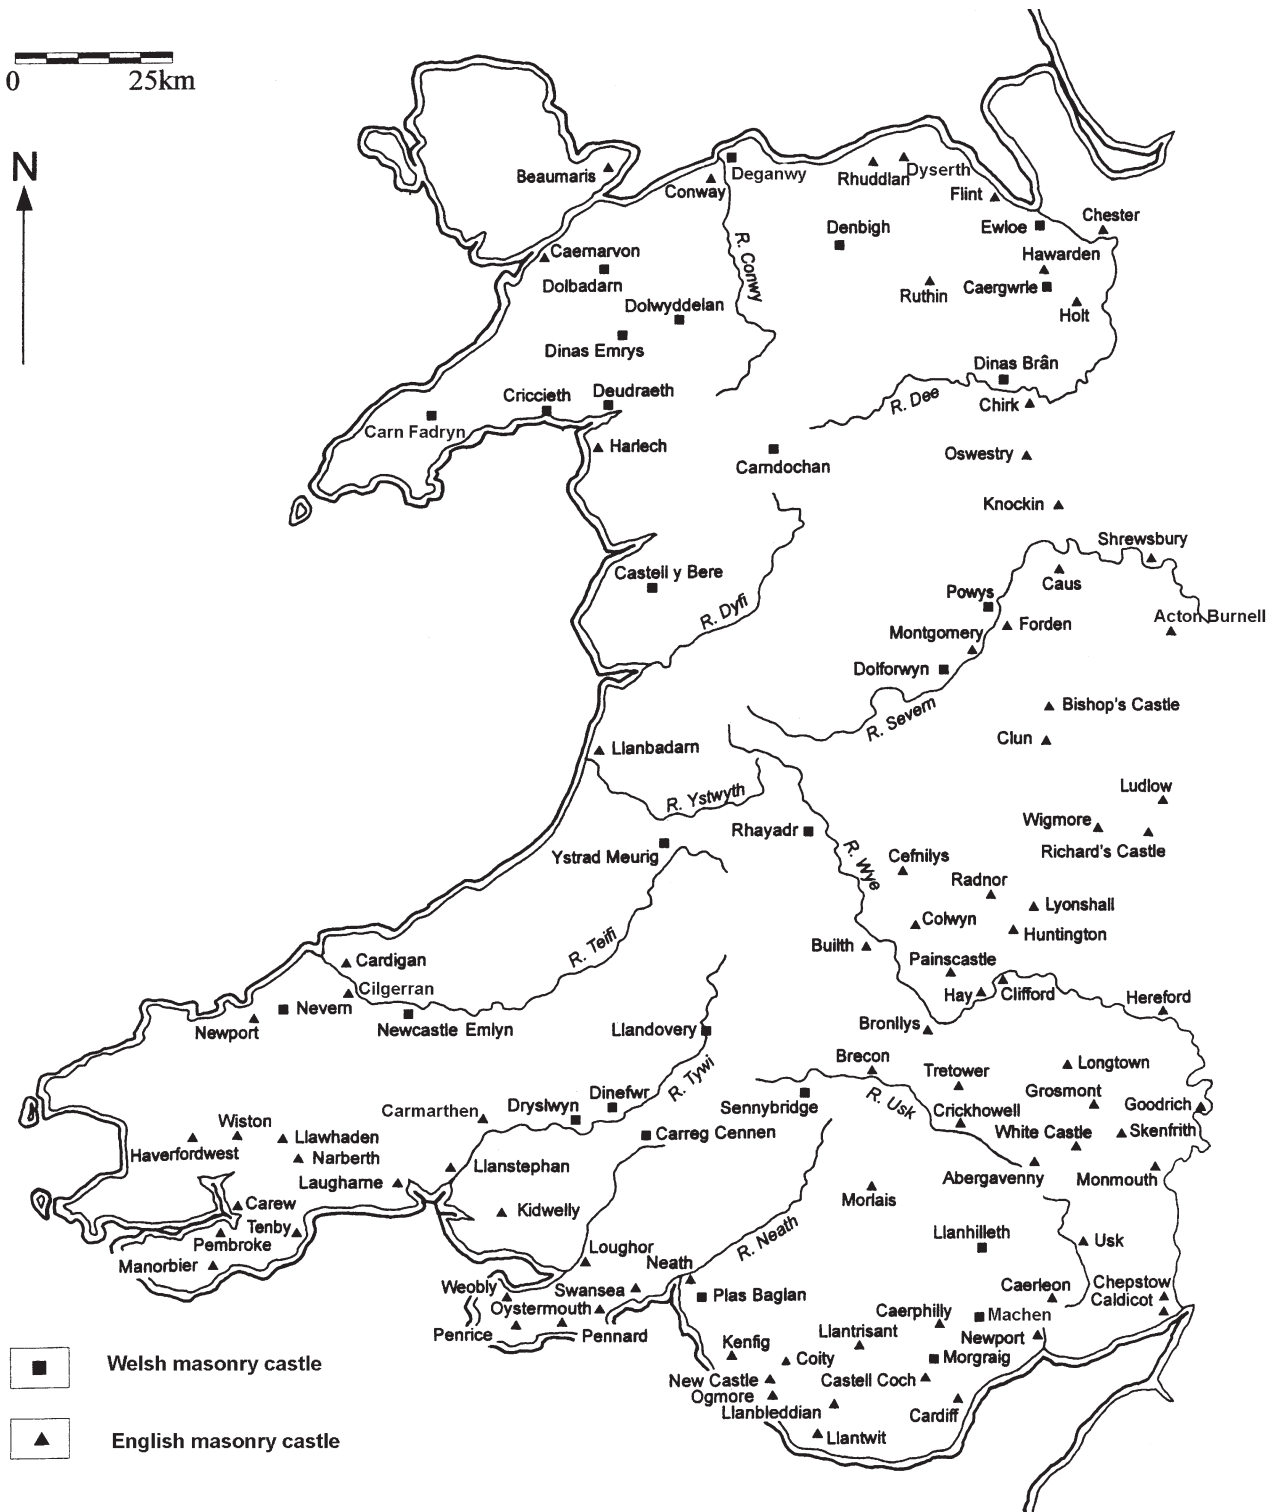 0 25km
N
Beaumaris
Conway
Deganwy
Rhuddlan
Dyserth
Flint
Chester
Denbigh
Ewloe
Hawarden
Caernarvon
Dolbadarn
R. Conwy
Ruthin
Caergwrle
Holt
Dolwyddelan
Dinas Emrys
Dinas Brân
Criccieth
Deudraeth
R. Dee
Chirk
Carn Fadryn
Harlech
Carndochan
Oswestry
Knockin
Shrewsbury
Castell y Bere
Caus
Powys
R. Dyfi
Forden
Acton Burnell
Montgomery
Dolforwyn
R. Severn
Bishop's Castle
Clun
Llanbadarn
R. Ystwyth
Ludlow
Rhayadr
Wigmore
Richard's Castle
Ystrad Meurig
R. Wye
Cefnilys
Radnor
Lyonshall
Colwyn
Huntington
R. Teifi
Builth
Cardigan
Painscastle
Cilgerran
Hay
Clifford
Hereford
Nevern
Newport
Newcastle Emlyn
Llandovery
Bronllys
Brecon
Tretower
Longtown
R. Tywi
Dinefwr
Grosmont
Goodrich
Carmarthen
Dryslwyn
Sennybridge
R. Usk
Crickhowell
Wiston
White Castle
Skenfrith
Llawhaden
Carreg Cennen
Haverfordwest
Narberth
Llanstephan
Abergavenny
Monmouth
Laugharne
Morlais
Carew
Kidwelly
Tenby
Pembroke
Llanhilleth
Usk
R. Neath
Loughor
Manorbier
Neath
Weobly
Swansea
Plas Baglan
Caerleon
Chepstow
Caldicot
Oystermouth
Caerphilly
Machen
Penrice
Pennard
Llantrisant
Newport
Kenfig
Coity
Morgraig
Welsh masonry castle
New Castle
Castell Coch
Ogmore
Llanbleddian
Cardiff
Llantwit
English masonry castle